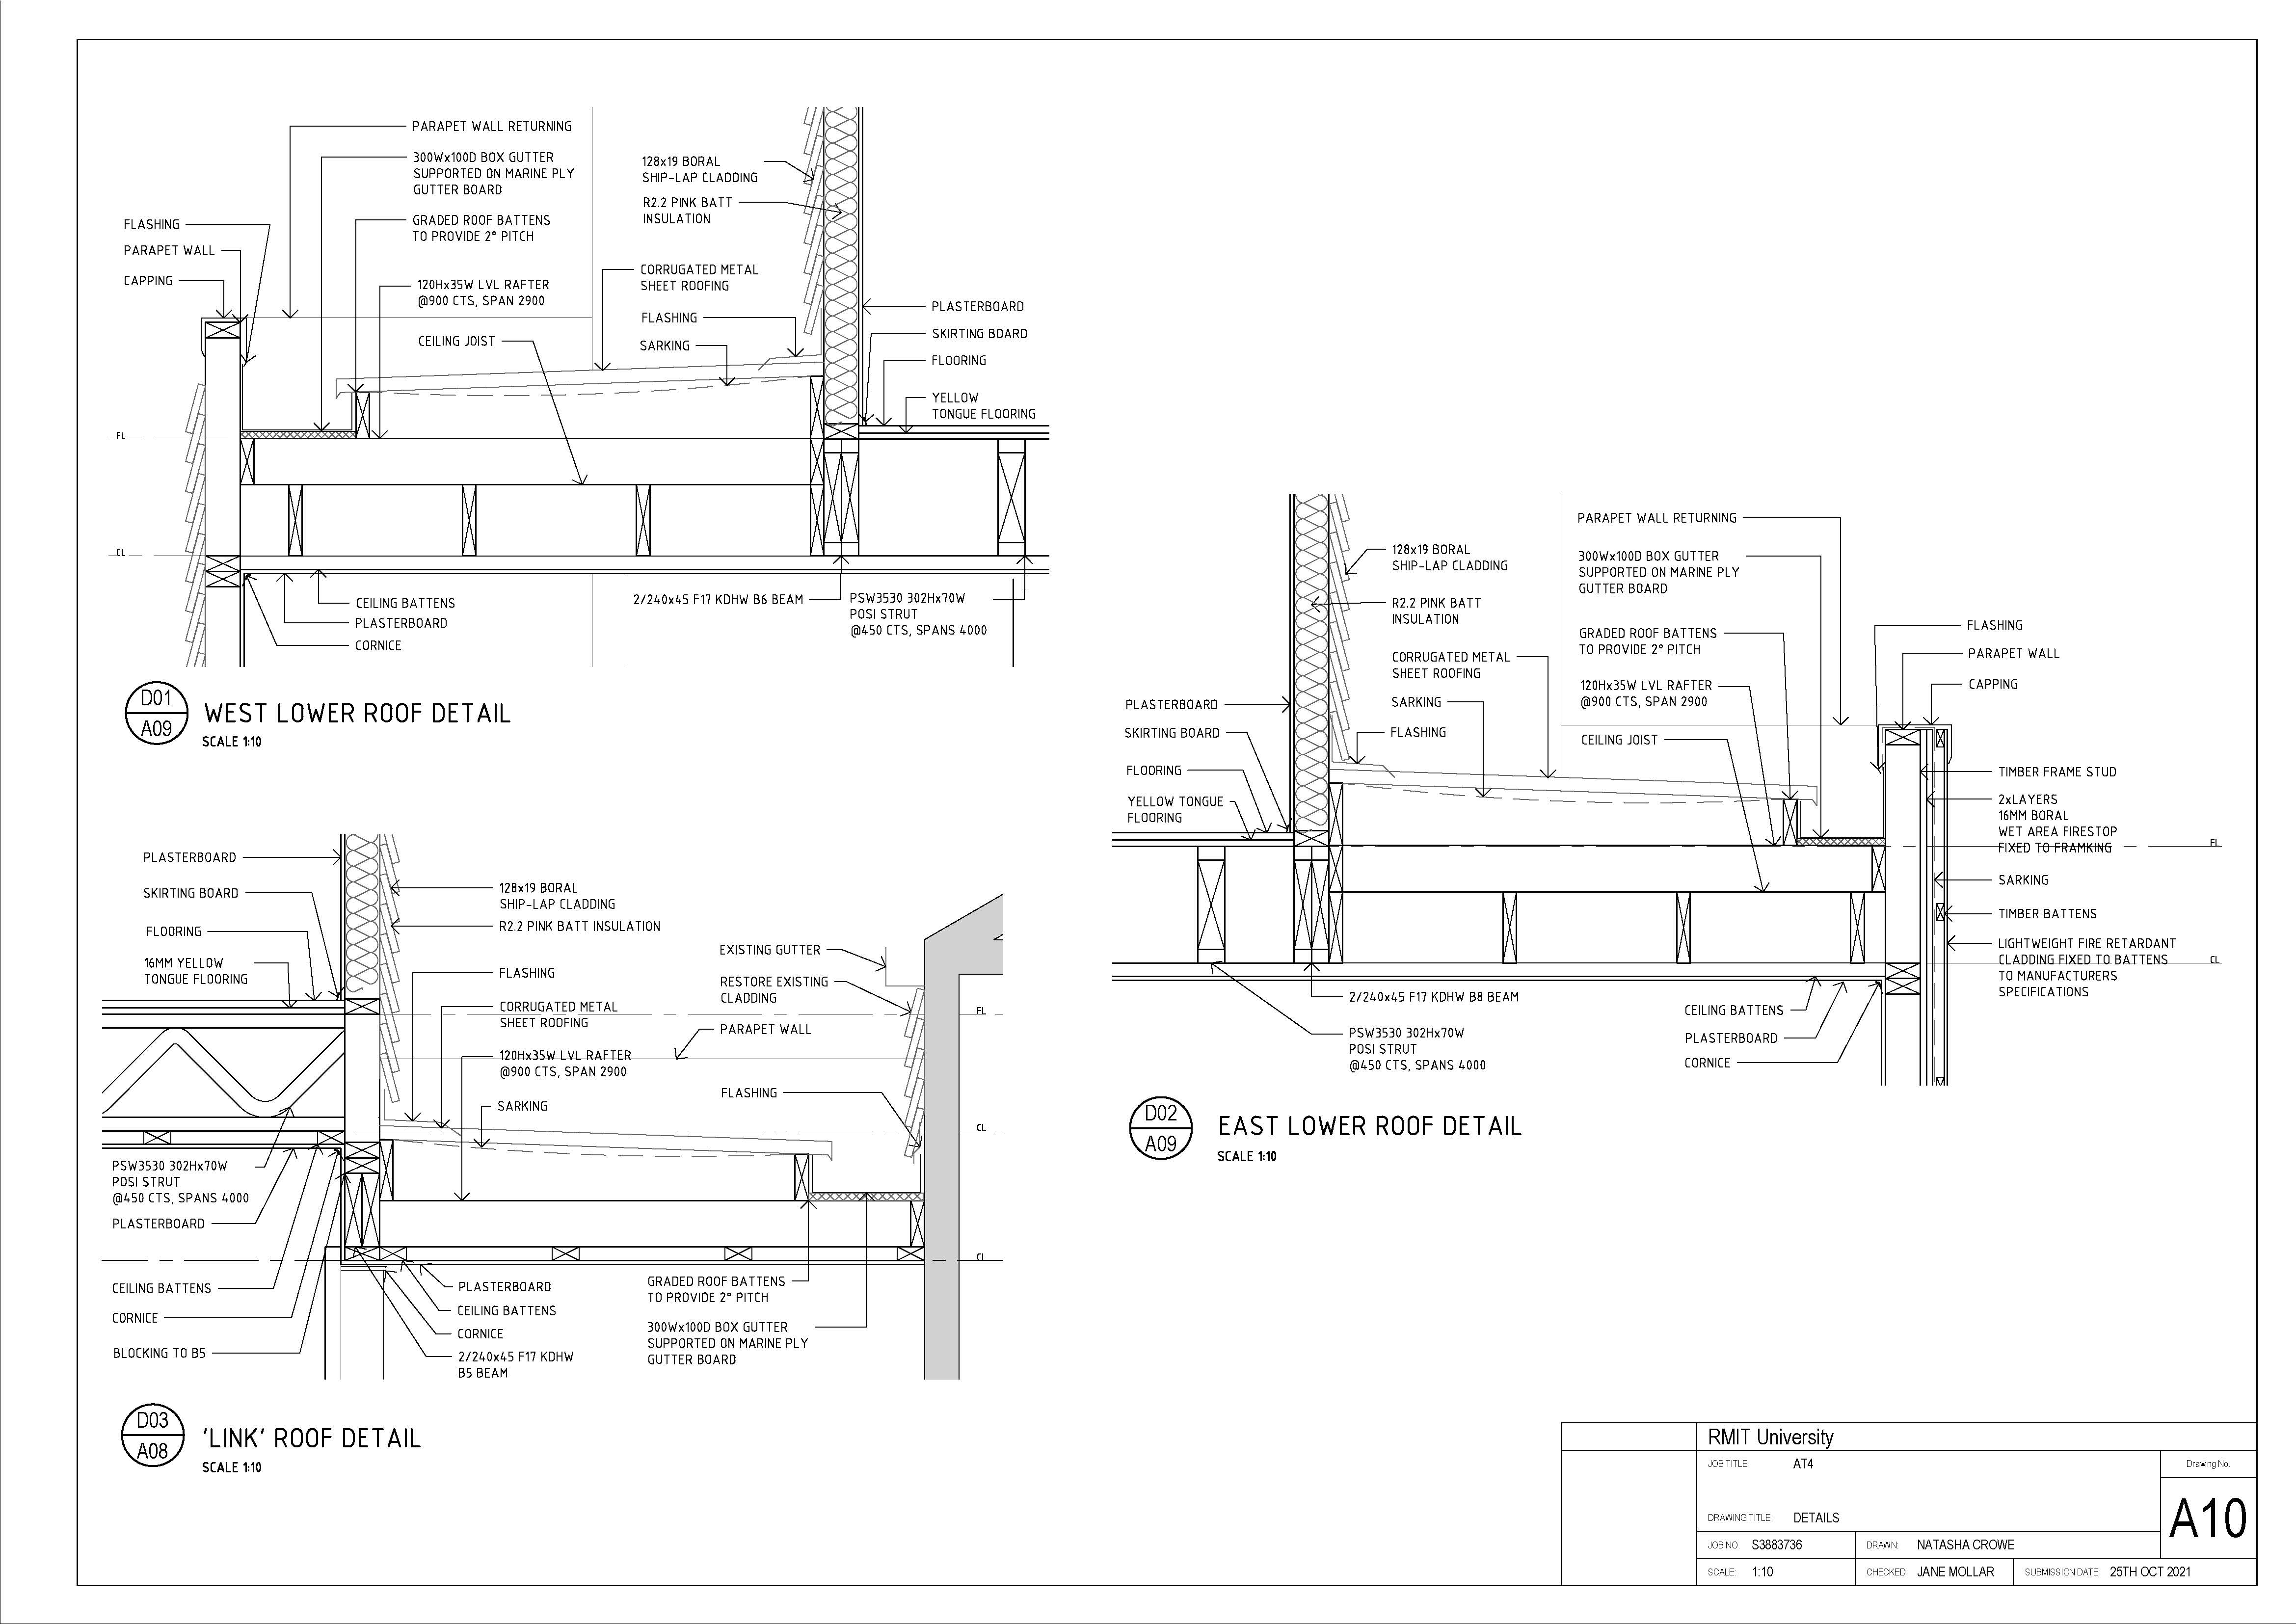 PARAPET WALL RETURNING
300Wx100D BOX GUTTER
SUPPORTED ON MARINE PLY
GUTTER BOARD
GRADED ROOF BATTENS
TO PROVIDE 2° PITCH
FLASHING
PARAPET WALL
CAPPING
120Hx35W LVL RAFTER
@900 CTS, SPAN 2900
CEILING JOIST
128x19 BORAL
SHIP-LAP CLADDING
R2.2 PINK BATT
INSULATION
CORRUGATED METAL
SHEET ROOFING
FLASHING
SARKING
PLASTERBOARD
SKIRTING BOARD
FLOORING
YELLOW
TONGUE FLOORING
FL
CL
CEILING BATTENS
PLASTERBOARD
CORNICE
2/240x45 F17 KDHW B6 BEAM
PSW3530 302Hx70W
POSI STRUT
@450 CTS, SPANS 4000
D01
A09
WEST LOWER ROOF DETAIL
SCALE 1:10
128x19 BORAL
SHIP-LAP CLADDING
R2.2 PINK BATT
INSULATION
CORRUGATED METAL
SHEET ROOFING
SARKING
FLASHING
PARAPET WALL RETURNING
300Wx100D BOX GUTTER
SUPPORTED ON MARINE PLY
GUTTER BOARD
GRADED ROOF BATTENS
TO PROVIDE 2° PITCH
120Hx35W LVL RAFTER
@900 CTS, SPAN 2900
CEILING JOIST
FLASHING
PARAPET WALL
CAPPING
PLASTERBOARD
SKIRTING BOARD
FLOORING
YELLOW TONGUE
FLOORING
TIMBER FRAME STUD
2xLAYERS
16MM BORAL
WET AREA FIRESTOP
FIXED TO FRAMKING
FL
SARKING
TIMBER BATTENS
LIGHTWEIGHT FIRE RETARDANT
CLADDING FIXED TO BATTENS
TO MANUFACTURERS
SPECIFICATIONS
CL
2/240x45 F17 KDHW B8 BEAM
PSW3530 302Hx70W
POSI STRUT
@450 CTS, SPANS 4000
CEILING BATTENS
PLASTERBOARD
CORNICE
D02
A09
EAST LOWER ROOF DETAIL
SCALE 1:10
PLASTERBOARD
SKIRTING BOARD
FLOORING
16MM YELLOW
TONGUE FLOORING
128x19 BORAL
SHIP-LAP CLADDING
R2.2 PINK BATT INSULATION
FLASHING
CORRUGATED METAL
SHEET ROOFING
120Hx35W LVL RAFTER
@900 CTS, SPAN 2900
SARKING
EXISTING GUTTER
RESTORE EXISTING
CLADDING
PARAPET WALL
FLASHING
FL
CL
CL
PSW3530 302Hx70W
POSI STRUT
@450 CTS, SPANS 4000
PLASTERBOARD
CEILING BATTENS
CORNICE
BLOCKING TO B5
PLASTERBOARD
CEILING BATTENS
CORNICE
2/240x45 F17 KDHW
B5 BEAM
GRADED ROOF BATTENS
TO PROVIDE 2° PITCH
300Wx100D BOX GUTTER
SUPPORTED ON MARINE PLY
GUTTER BOARD
D03
A08
'LINK' ROOF DETAIL
SCALE 1:10
RMIT University
JOB TITLE: AT4
Drawing No.
A10
DRAWING TITLE: DETAILS
JOB NO. S3883736
DRAWN: NATASHA CROWE
SCALE: 1:10
CHECKED: JANE MOLLAR
SUBMISSION DATE: 25TH OCT 2021